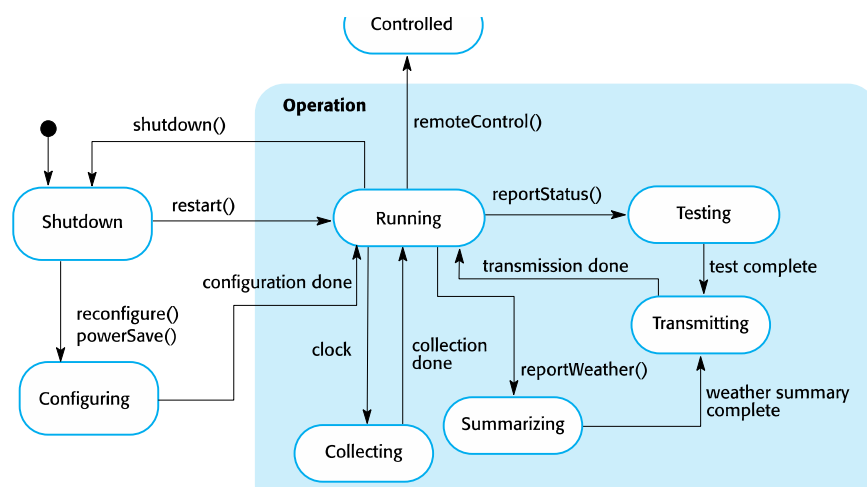 Controlled
Operation
shutdown()
remoteControl()
Shutdown
restart()
Running
reportStatus()
Testing
transmission done
test complete
configuration done
reconfigure()
powerSave()
Transmitting
clock
collection
done
reportWeather()
weather summary
complete
Configuring
Summarizing
Collecting